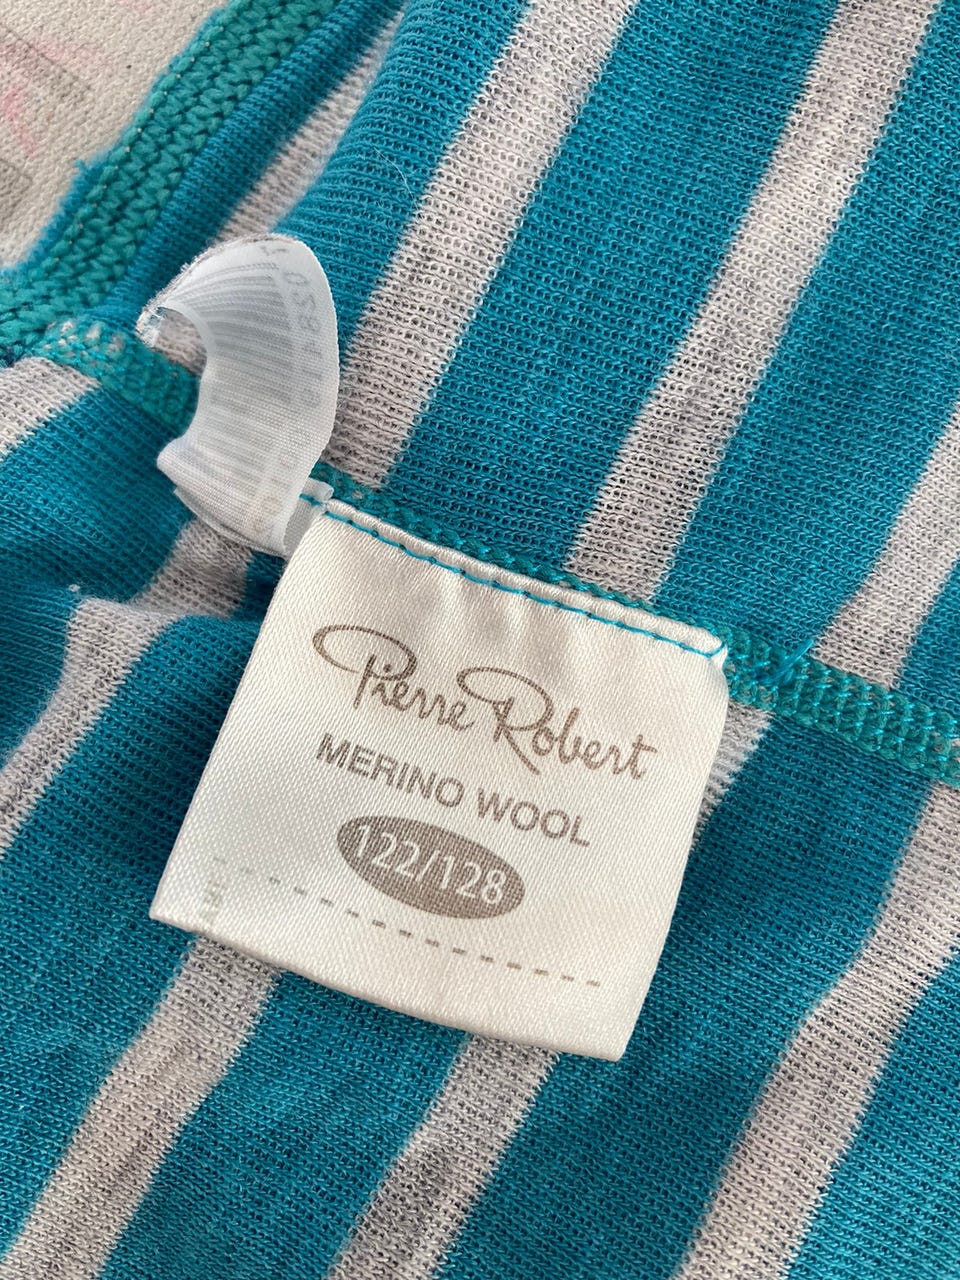 Pierre Robert
MERINO WOOL
122/128